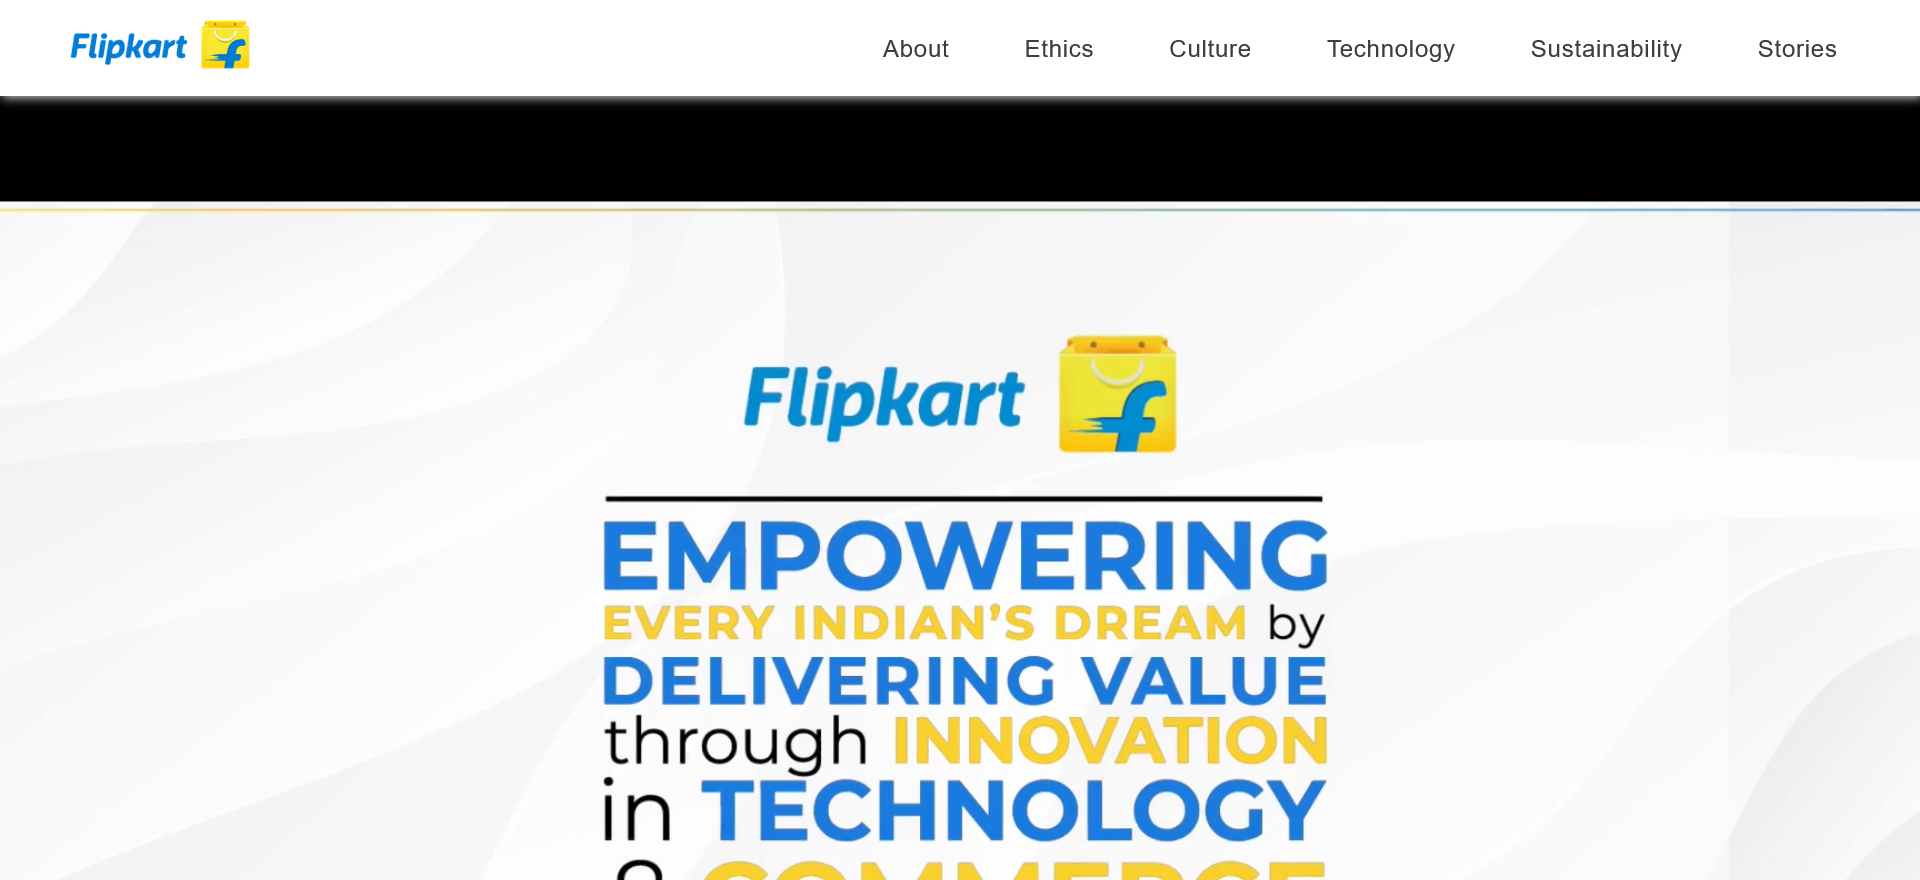 Flipkart
About Ethics Culture Technology Sustainability Stories
Flipkart
EMPOWERING
EVERY INDIAN’S DREAM by
DELIVERING VALUE
through INNOVATION
in TECHNOLOGY
& COMMERCE